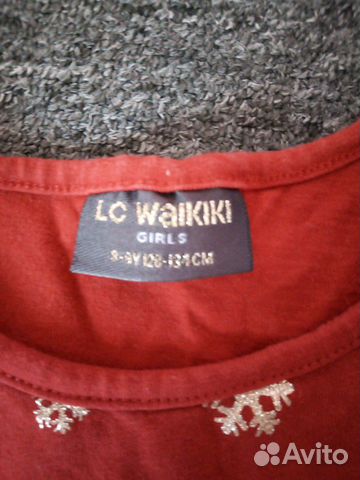 LC WAIKIKI
GIRLS
8-9Y 128-134CM
Avito